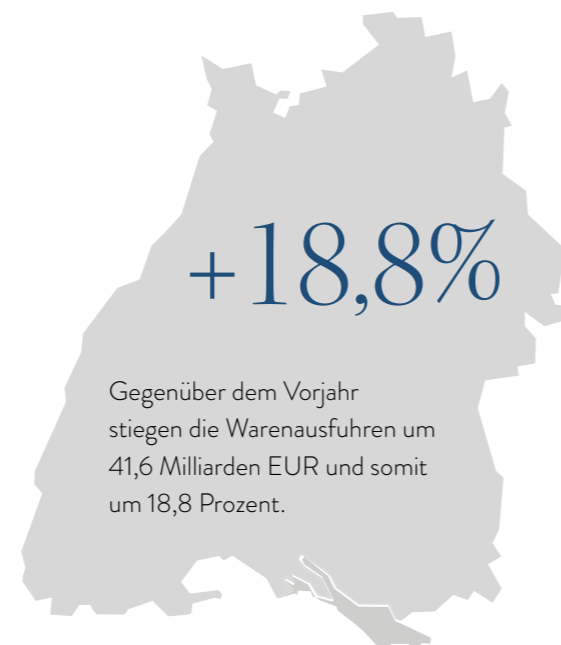 +18,8%
Gegenüber dem Vorjahr
stiegen die Warenausfuhren um
41,6 Milliarden EUR und somit
um 18,8 Prozent.